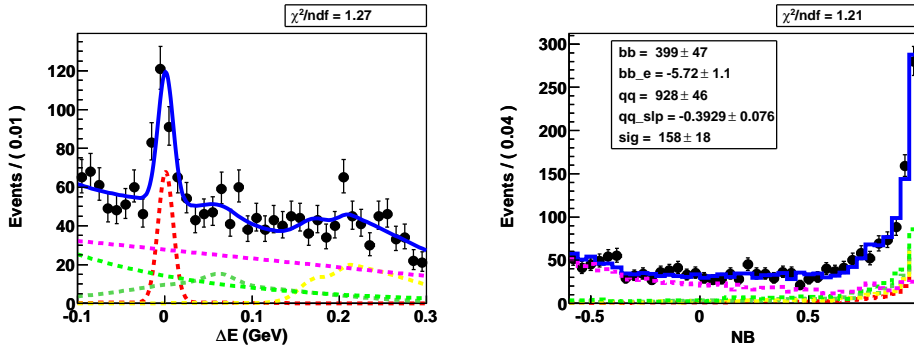 χ²/ndf = 1.27
Events / ( 0.01 )
120
100
80
60
40
20
0
-0.1 0 0.1 0.2 0.3
ΔE (GeV)
χ²/ndf = 1.21
Events / ( 0.04 )
300
250
200
150
100
50
0
bb = 399 ± 47
bb_e = -5.72 ± 1.1
qq = 928 ± 46
qq_slp = -0.3929 ± 0.076
sig = 158 ± 18
-0.5 0 0.5
NB